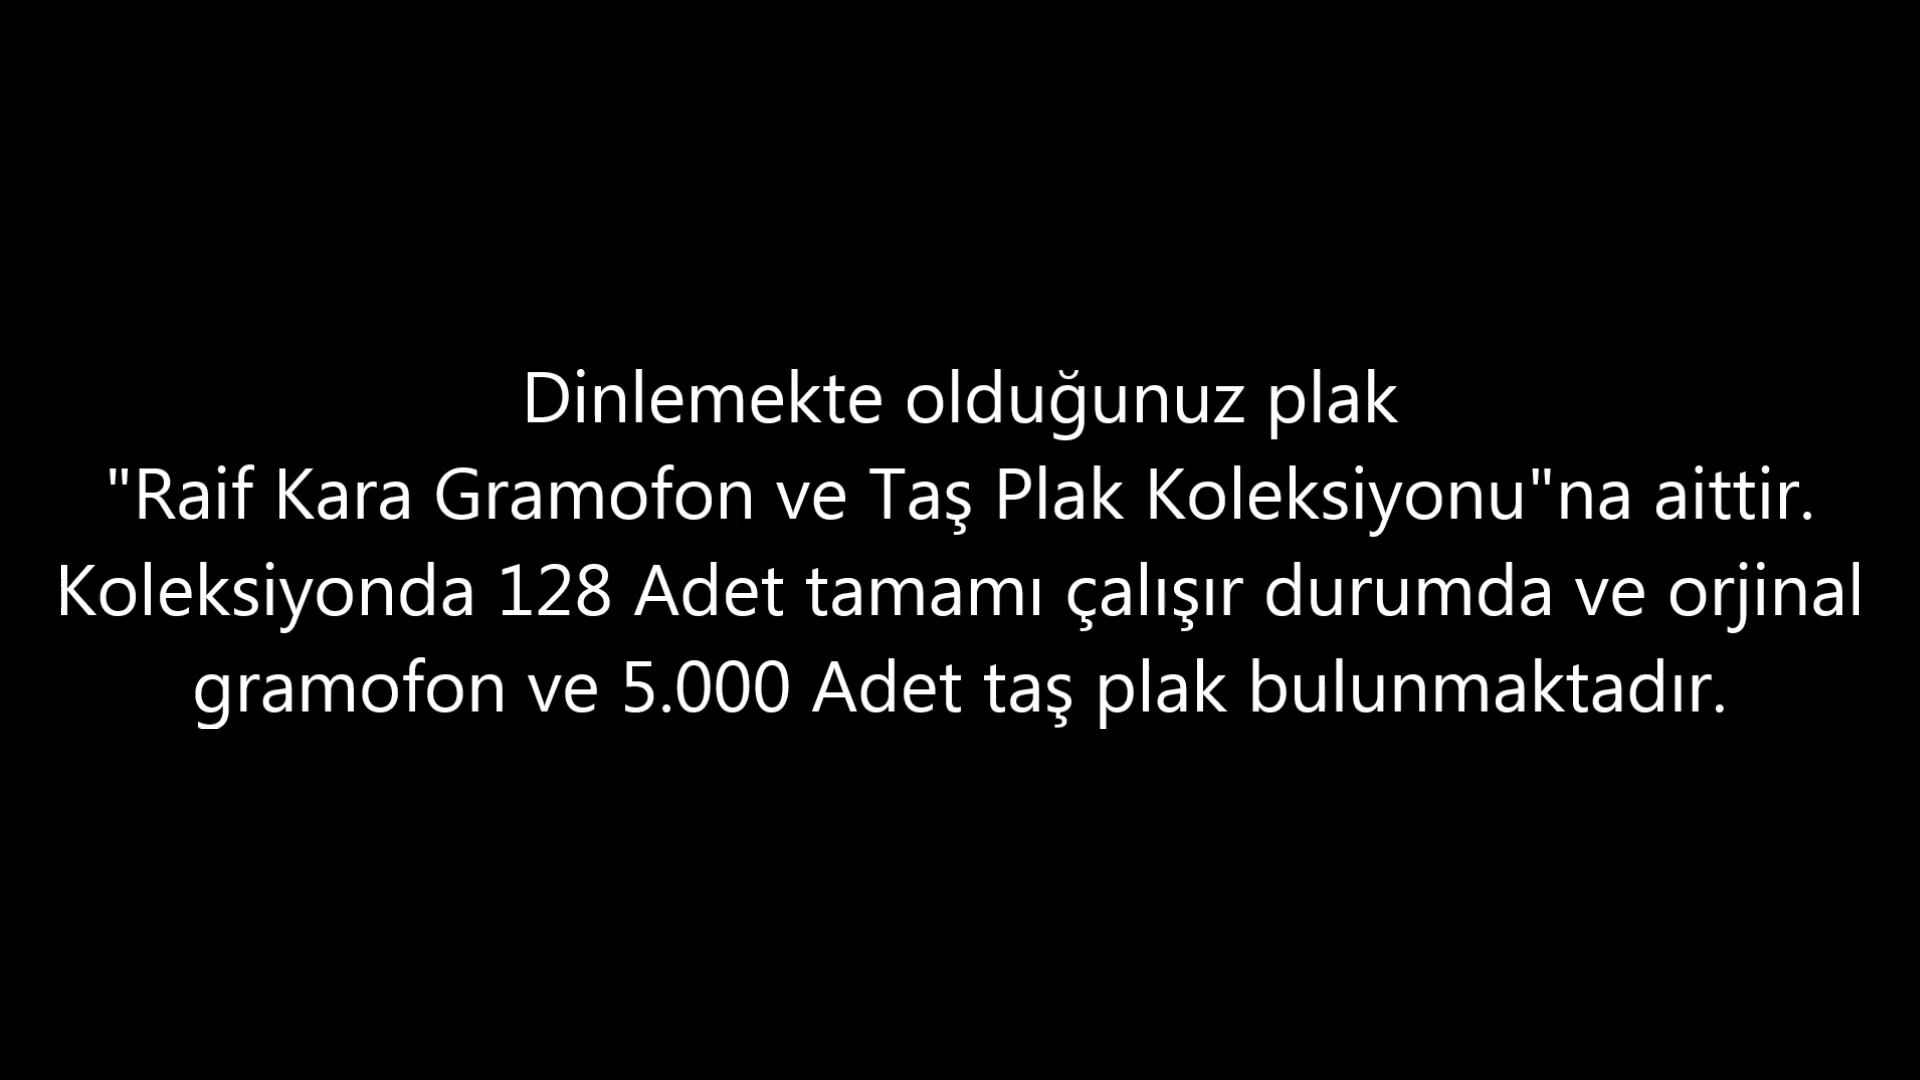 Dinlemekte olduğunuz plak
"Raif Kara Gramofon ve Taş Plak Koleksiyonu"na aittir.
Koleksiyonda 128 Adet tamamı çalışır durumda ve orjinal
gramofon ve 5.000 Adet taş plak bulunmaktadır.